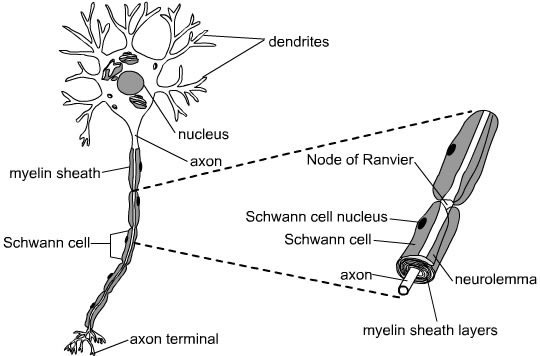 dendrites
nucleus
axon
myelin sheath
Node of Ranvier
Schwann cell nucleus
Schwann cell
Schwann cell
axon
neurolemma
myelin sheath layers
axon terminal